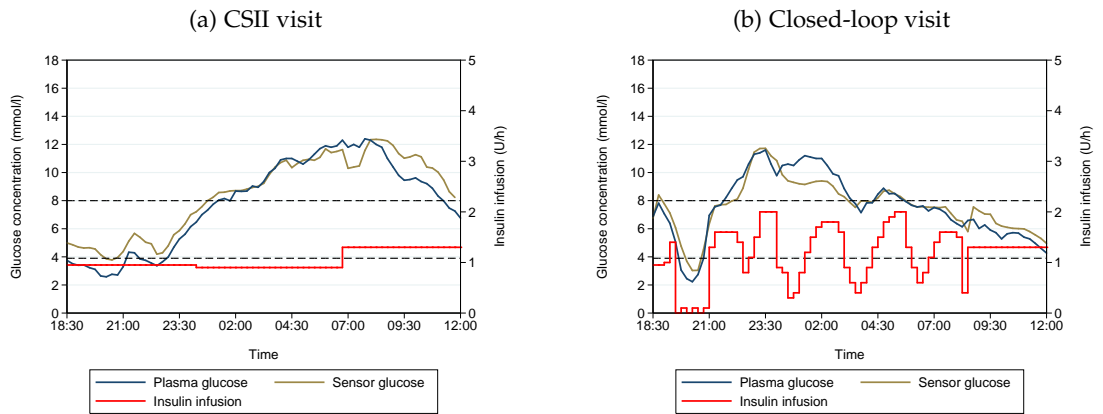 (a) CSII visit
Glucose concentration (mmol/l)
18
16
14
12
10
8
6
4
2
0
5
4
3
2
1
0
Insulin infusion (U/h)
18:30 21:00 23:30 02:00 04:30 07:00 09:30 12:00
Time
Plasma glucose Sensor glucose
Insulin infusion
(b) Closed-loop visit
Glucose concentration (mmol/l)
18
16
14
12
10
8
6
4
2
0
5
4
3
2
1
0
Insulin infusion (U/h)
18:30 21:00 23:30 02:00 04:30 07:00 09:30 12:00
Time
Plasma glucose Sensor glucose
Insulin infusion